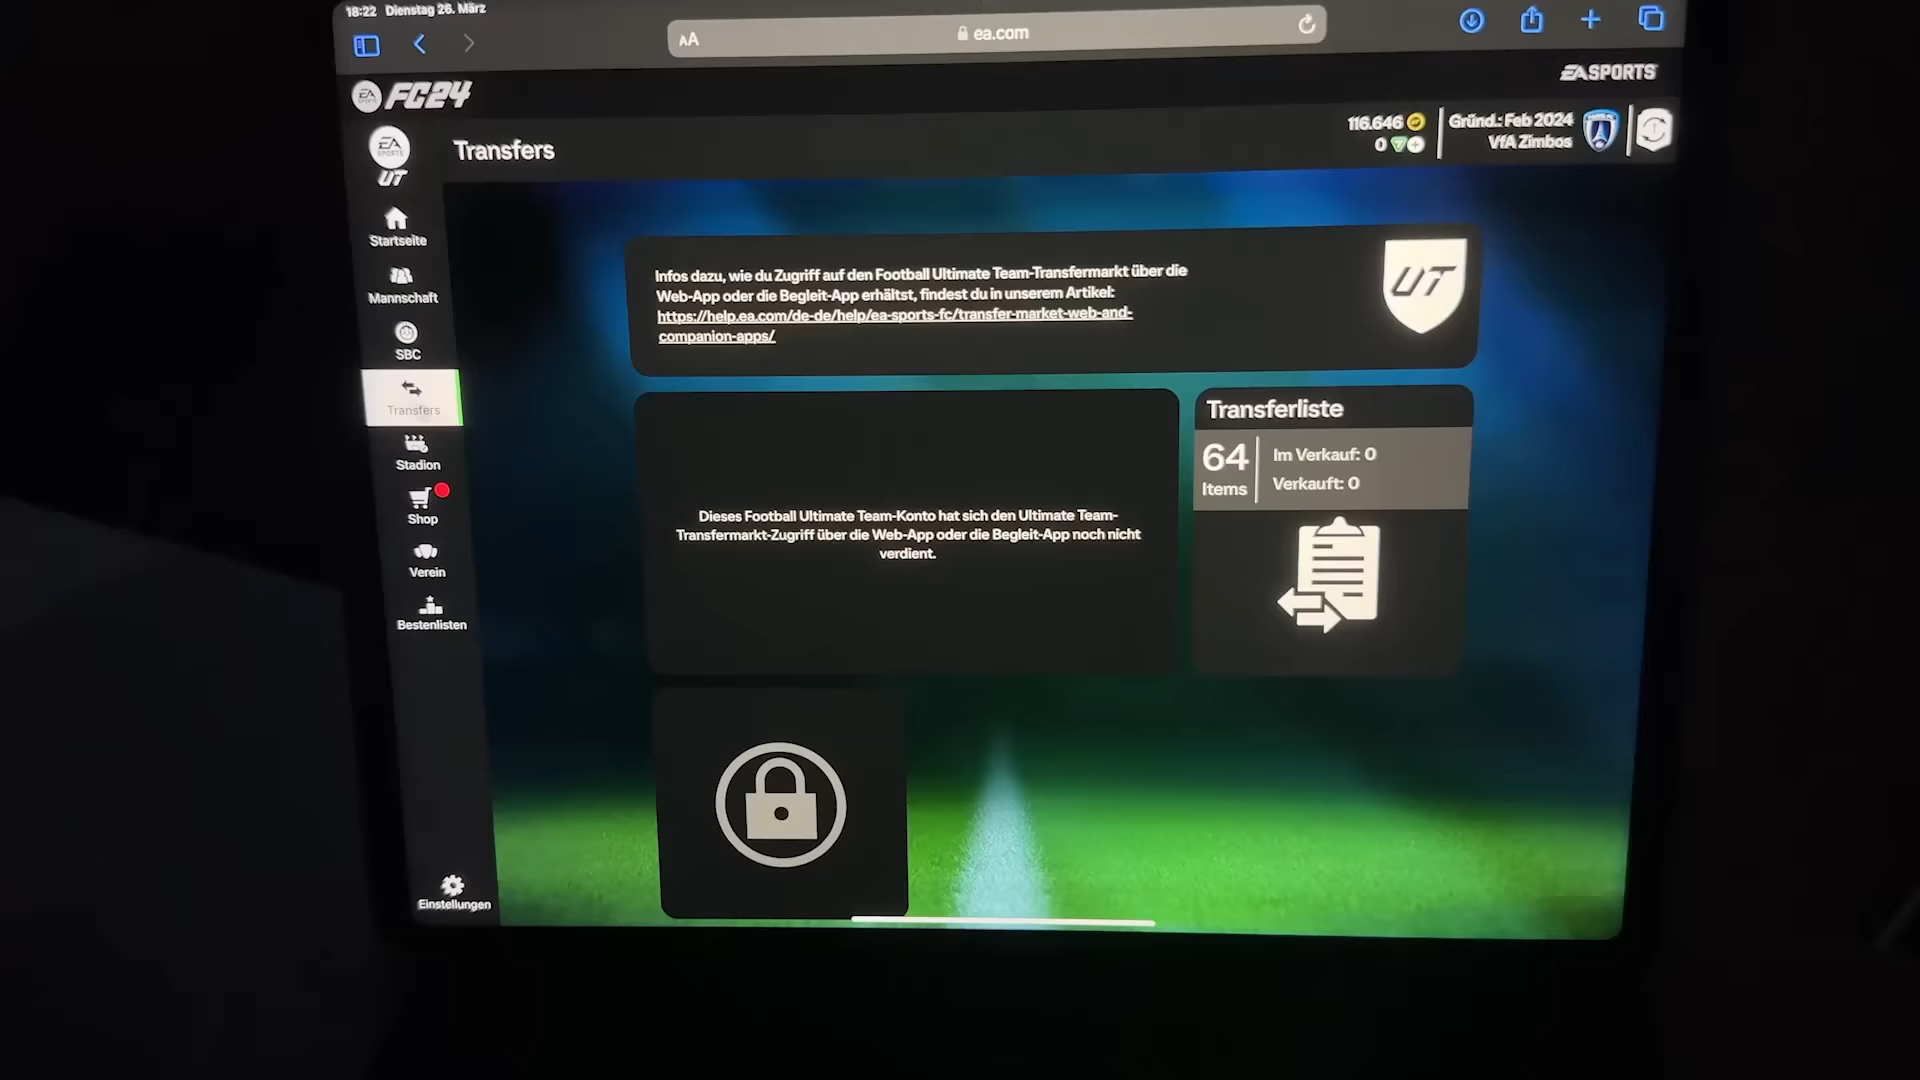 18:22 Dienstag 26. März
AA
ea.com
EA SPORTS
EA SPORTS FC24
116.646
0
Gründ.: Feb 2024
VfA Zimbos
EA SPORTS
UT
Transfers
Startseite
Mannschaft
SBC
Transfers
Stadion
Shop
Verein
Bestenlisten
Einstellungen
Infos dazu, wie du Zugriff auf den Football Ultimate Team-Transfermarkt über die
Web-App oder die Begleit-App erhältst, findest du in unserem Artikel:
https://help.ea.com/de-de/help/ea-sports-fc/transfer-market-web-and-
companion-apps/
UT
Dieses Football Ultimate Team-Konto hat sich den Ultimate Team-
Transfermarkt-Zugriff über die Web-App oder die Begleit-App noch nicht
verdient.
Transferliste
64
Items
Im Verkauf: 0
Verkauft: 0